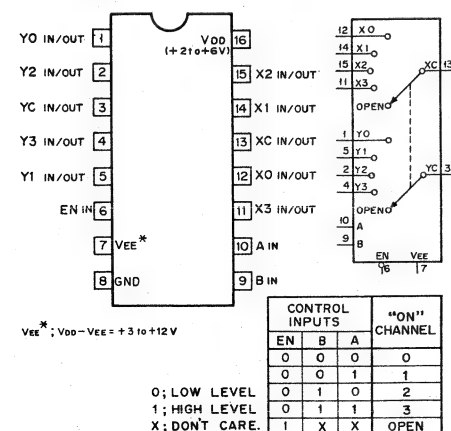 Y0 IN/OUT 1
Y2 IN/OUT 2
YC IN/OUT 3
Y3 IN/OUT 4
Y1 IN/OUT 5
EN IN 6
7 VEE*
8 GND
VDD 16
(+2to+6V)
15 X2 IN/OUT
14 X1 IN/OUT
13 XC IN/OUT
12 X0 IN/OUT
11 X3 IN/OUT
10 A IN
9 B IN
12 X0
14 X1
15 X2
11 X3
OPEN
XC 13
1 Y0
5 Y1
2 Y2
4 Y3
OPEN
YC 3
10 A
9 B
EN VEE
6 7
VEE*; VDD-VEE = +3 to +12 V
0; LOW LEVEL
1; HIGH LEVEL
X; DON'T CARE.
CONTROL INPUTS "ON" CHANNEL
EN B A
0 0 0 0
0 0 1 1
0 1 0 2
0 1 1 3
1 X X OPEN